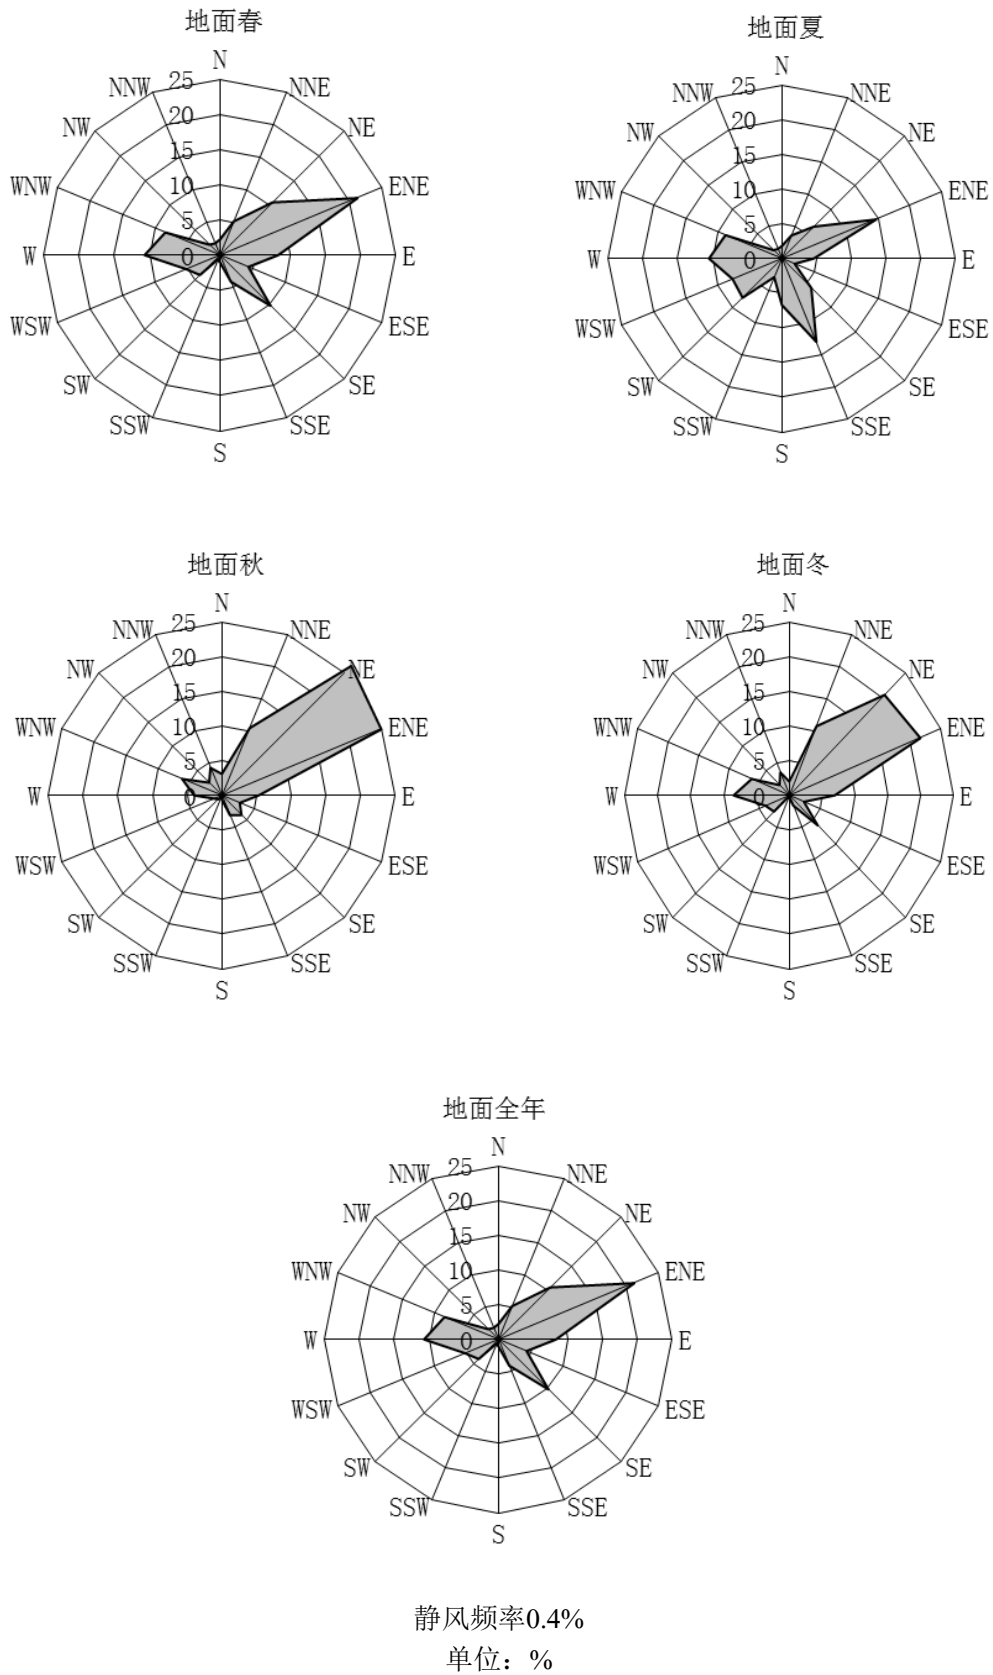 地面春
N
NNW
25
NNE
NW
20
NE
15
WNW
10
ENE
5
W
0
E
WSW
ESE
SW
SE
SSW
SSE
S
地面夏
N
NNW
25
NNE
NW
20
NE
15
WNW
10
ENE
5
W
0
E
WSW
ESE
SW
SE
SSW
SSE
S
地面秋
N
NNW
25
NNE
NW
20
NE
15
WNW
10
ENE
5
W
0
E
WSW
ESE
SW
SE
SSW
SSE
S
地面冬
N
NNW
25
NNE
NW
20
NE
15
WNW
10
ENE
5
W
0
E
WSW
ESE
SW
SE
SSW
SSE
S
地面全年
N
NNW
25
NNE
NW
20
NE
15
WNW
10
ENE
5
W
0
E
WSW
ESE
SW
SE
SSW
SSE
S
静风频率0.4%
单位：%